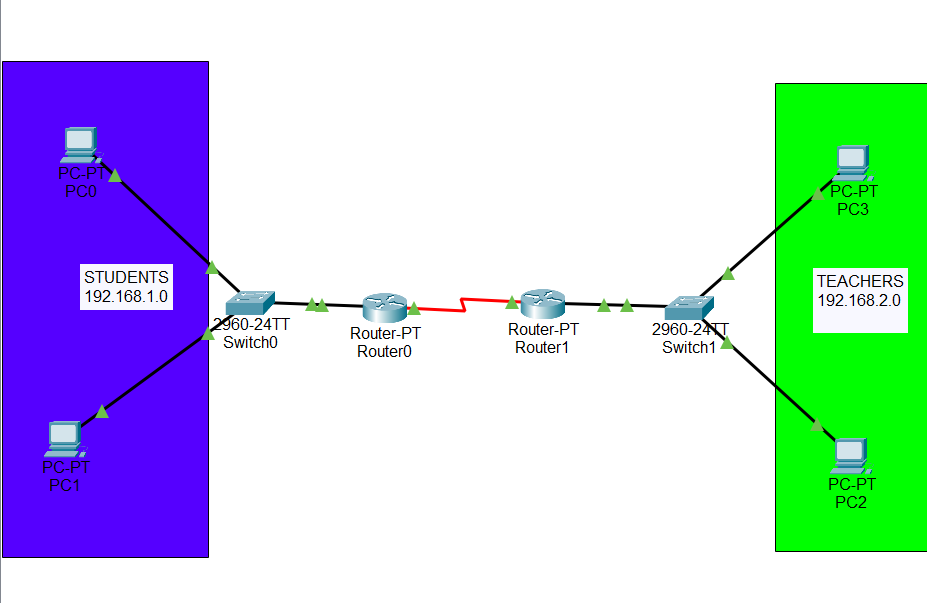 PC-PT
PC0
STUDENTS
192.168.1.0
2960-24TT
Switch0
PC-PT
PC1
Router-PT
Router0
Router-PT
Router1
2960-24TT
Switch1
PC-PT
PC3
TEACHERS
192.168.2.0
PC-PT
PC2